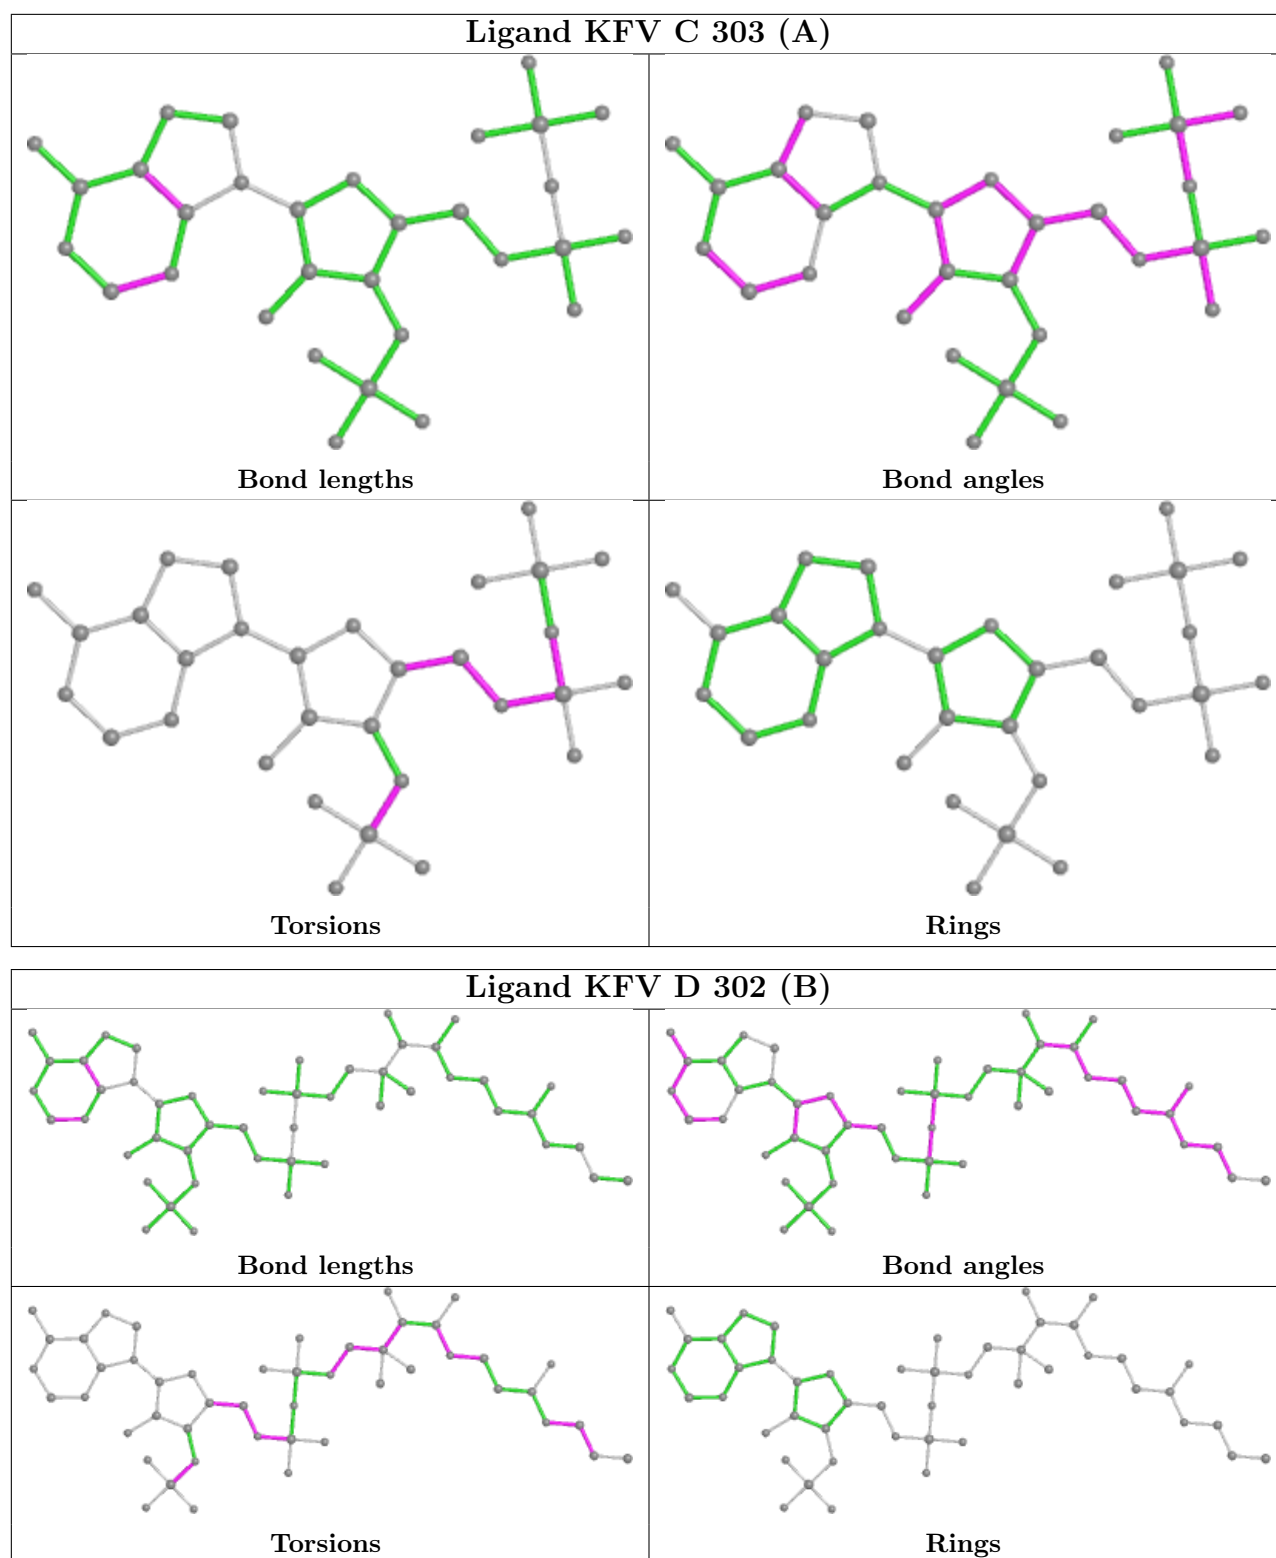 Ligand KFV C 303 (A)
Bond lengths
Bond angles
Torsions
Rings
Ligand KFV D 302 (B)
Bond lengths
Bond angles
Torsions
Rings